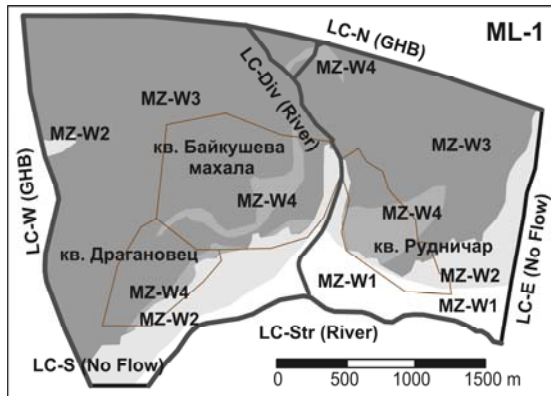 ML-1
LC-N (GHB)
MZ-W4
LC-Div (River)
MZ-W3
MZ-W2
MZ-W3
кв. Байкушева
махала
LC-W (GHB)
MZ-W4
MZ-W4
кв. Драгановец
кв. Рудничар
MZ-W1
MZ-W2
MZ-W4
MZ-W1
MZ-W2
LC-E (No Flow)
LC-Str (River)
LC-S (No Flow)
0 500 1000 1500 m